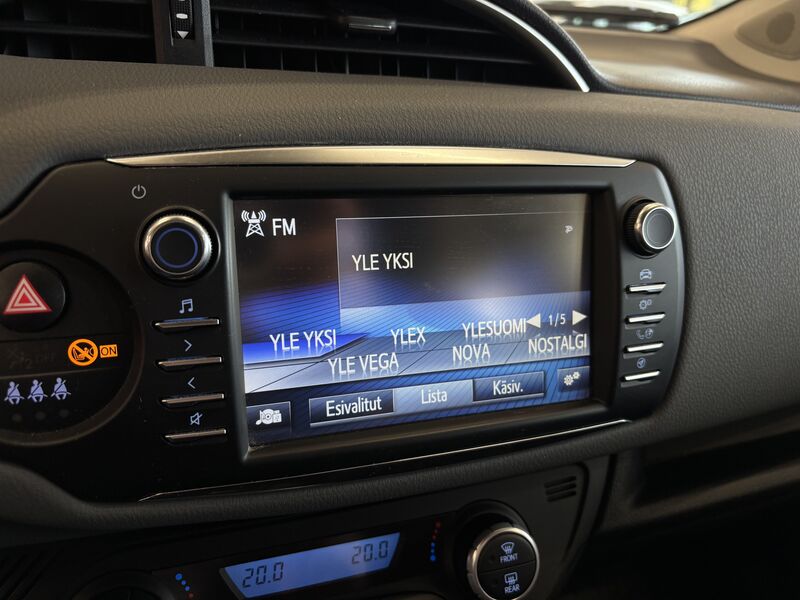 FM
YLE YKSI
YLE YKSI YLEX YLESUOMI 1/5
YLE VEGA NOVA NOSTALGI
Esivalitut Lista Käsiv.
ON
20.0 20.0
FRONT
REAR